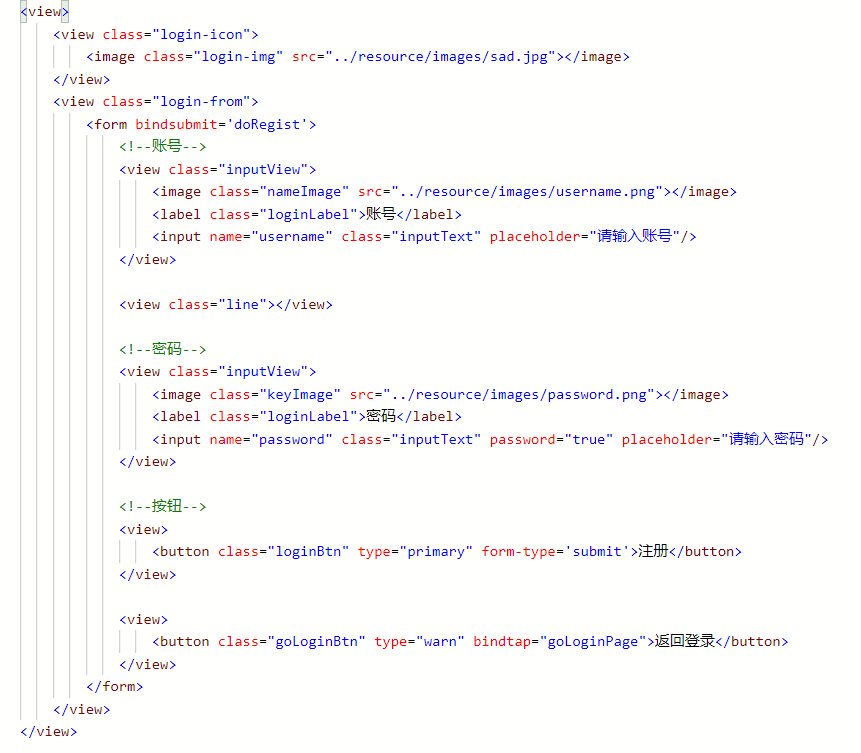 <view>
<view class="login-icon">
<image class="login-img" src="../resource/images/sad.jpg"></image>
</view>
<view class="login-from">
<form bindsubmit='doRegist'>
<!--账号-->
<view class="inputView">
<image class="nameImage" src="../resource/images/username.png"></image>
<label class="loginLabel">账号</label>
<input name="username" class="inputText" placeholder="请输入账号"/>
</view>
<view class="line"></view>
<!--密码-->
<view class="inputView">
<image class="keyImage" src="../resource/images/password.png"></image>
<label class="loginLabel">密码</label>
<input name="password" class="inputText" password="true" placeholder="请输入密码"/>
</view>
<!--按钮-->
<view>
<button class="loginBtn" type="primary" form-type='submit'>注册</button>
</view>
<view>
<button class="goLoginBtn" type="warn" bindtap="goLoginPage">返回登录</button>
</view>
</form>
</view>
</view>